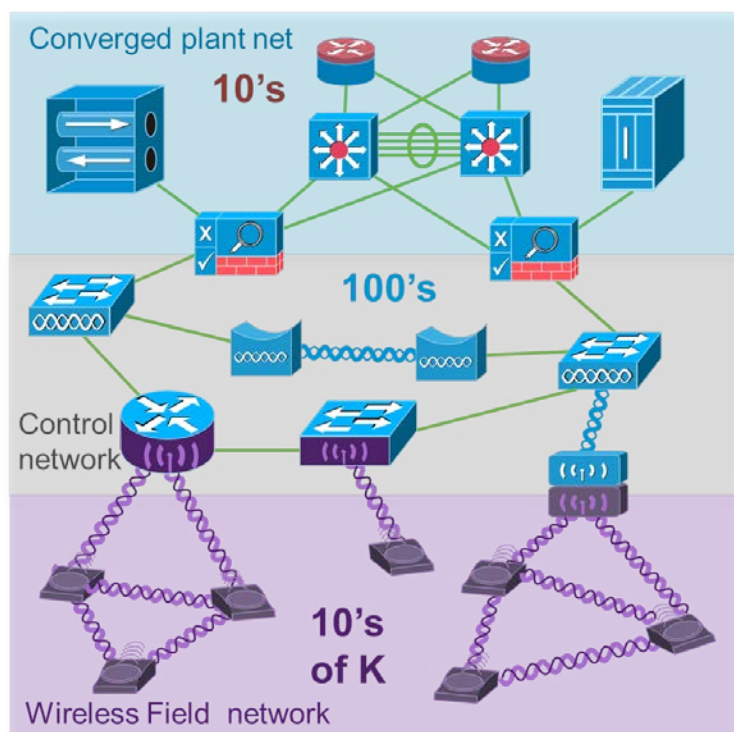 Converged plant net
10's
X
✓
X
✓
100's
Control
network
10's
of K
Wireless Field network